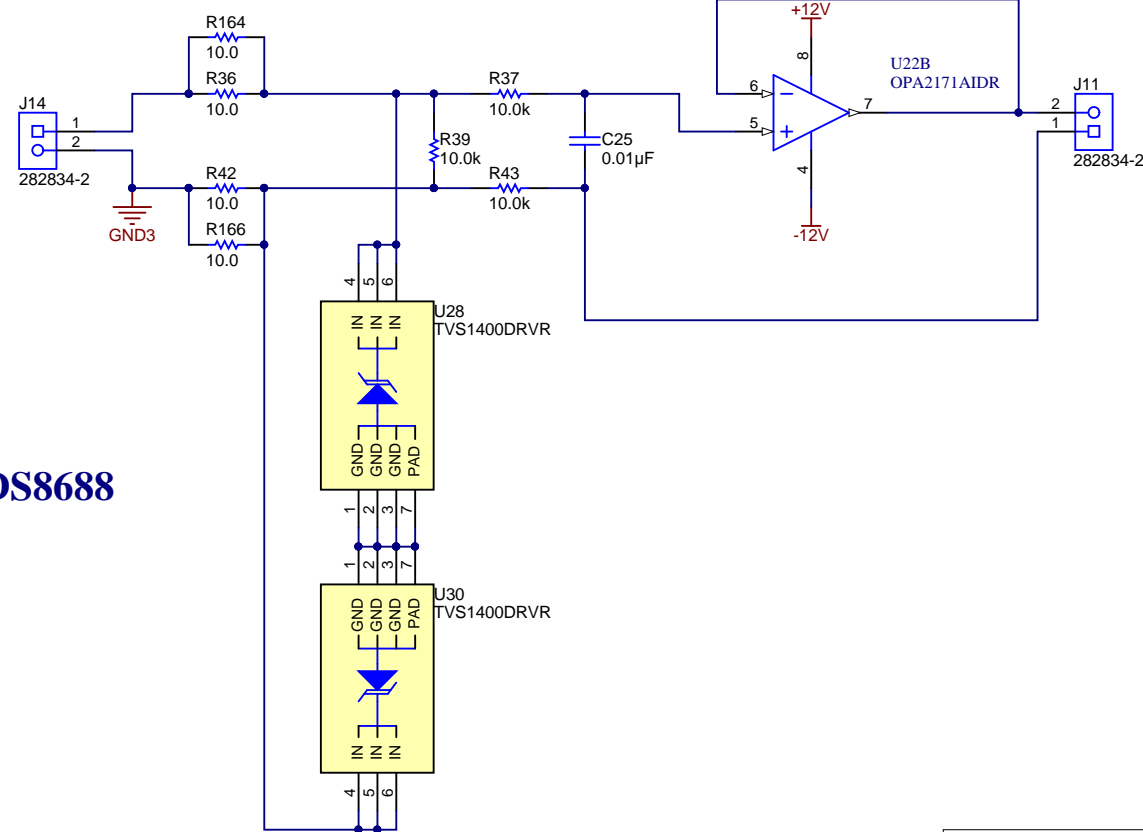 R164
10.0
+12V
R36
10.0
R37
10.0k
8
U22B
OPA2171AIDR
J14
1
2
282834-2
6
5
7
J11
2
1
282834-2
R39
10.0k
C25
0.01µF
4
-12V
GND3
R42
10.0
R43
10.0k
R166
10.0
4
5
6
U28
TVS1400DRVR
IN
IN
IN
GND
GND
GND
PAD
1
2
3
7
DS8688
1
2
3
7
U30
TVS1400DRVR
GND
GND
GND
PAD
IN
IN
IN
4
5
6